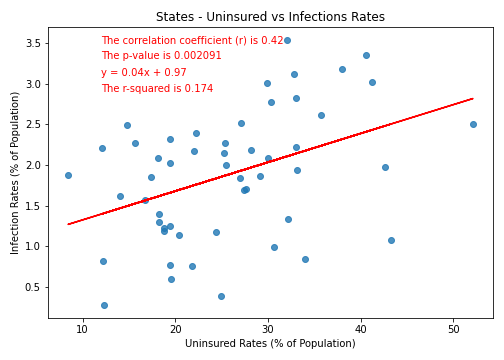 States - Uninsured vs Infections Rates
The correlation coefficient (r) is 0.42
The p-value is 0.002091
y = 0.04x + 0.97
The r-squared is 0.174
Infection Rates (% of Population)
3.5
3.0
2.5
2.0
1.5
1.0
0.5
10 20 30 40 50
Uninsured Rates (% of Population)